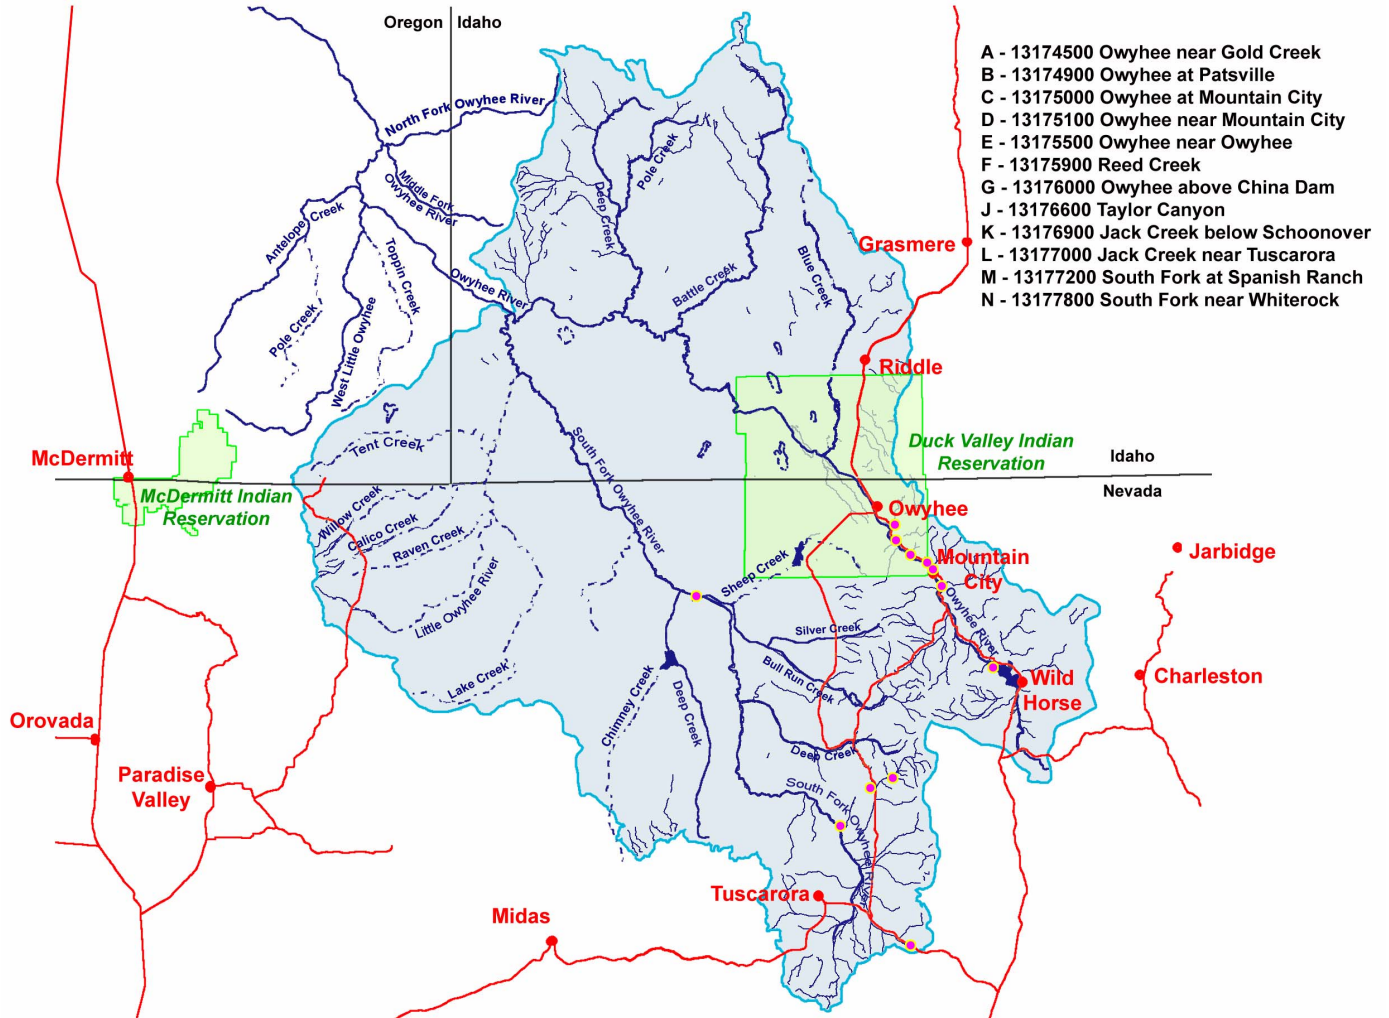 Oregon
Idaho
A - 13174500 Owyhee near Gold Creek
B - 13174900 Owyhee at Patsville
C - 13175000 Owyhee at Mountain City
D - 13175100 Owyhee near Mountain City
E - 13175500 Owyhee near Owyhee
F - 13175900 Reed Creek
G - 13176000 Owyhee above China Dam
J - 13176600 Taylor Canyon
K - 13176900 Jack Creek below Schoonover
L - 13177000 Jack Creek near Tuscarora
M - 13177200 South Fork at Spanish Ranch
N - 13177800 South Fork near Whiterock
North Fork Owyhee River
Middle Fork
Owyhee River
Antelope Creek
Toppin Creek
Owyhee River
Pole Creek
West Little Owyhee
Deep Creek
Pole Creek
Battle Creek
Blue Creek
Grasmere
Riddle
Duck Valley Indian
Reservation
Idaho
Nevada
McDermitt
McDermitt Indian
Reservation
Tent Creek
South Fork Owyhee River
Willow Creek
Calico Creek
Raven Creek
Little Owyhee River
Lake Creek
Owyhee
Mountain
City
Jarbidge
Sheep Creek
Owyhee River
Silver Creek
Bull Run Creek
Wild
Horse
Charleston
Chimney Creek
Deep Creek
Deep Creek
South Fork Owyhee River
Orovada
Paradise
Valley
Tuscarora
Midas